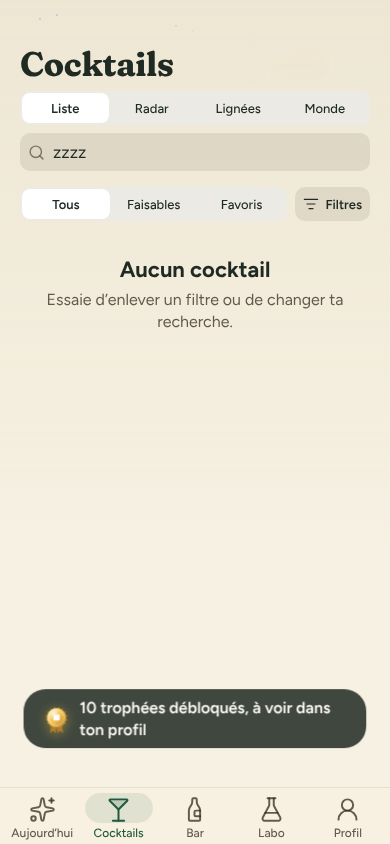 Cocktails
Liste
Radar
Lignées
Monde
zzzz
Tous
Faisables
Favoris
Filtres
Aucun cocktail
Essaie d’enlever un filtre ou de changer ta
recherche.
10 trophées débloqués, à voir dans
ton profil
Aujourd’hui
Cocktails
Bar
Labo
Profil